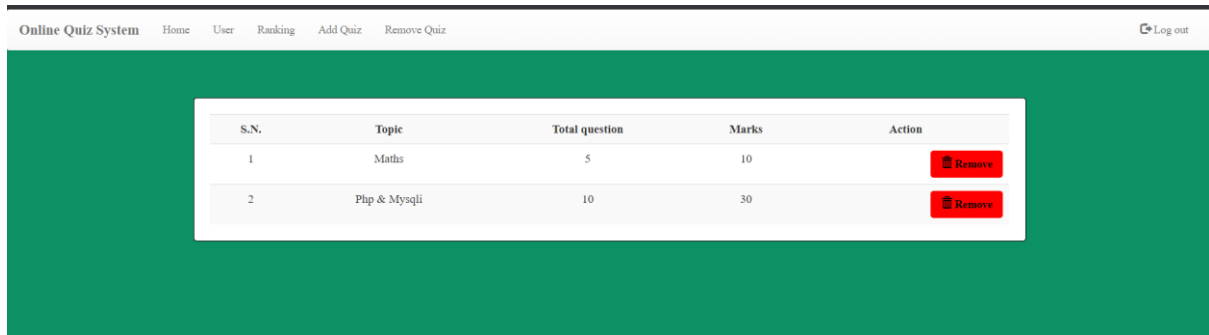 Online Quiz System Home User Ranking Add Quiz Remove Quiz Log out
S.N. Topic Total question Marks Action
1 Maths 5 10 Remove
2 Php & Mysqli 10 30 Remove